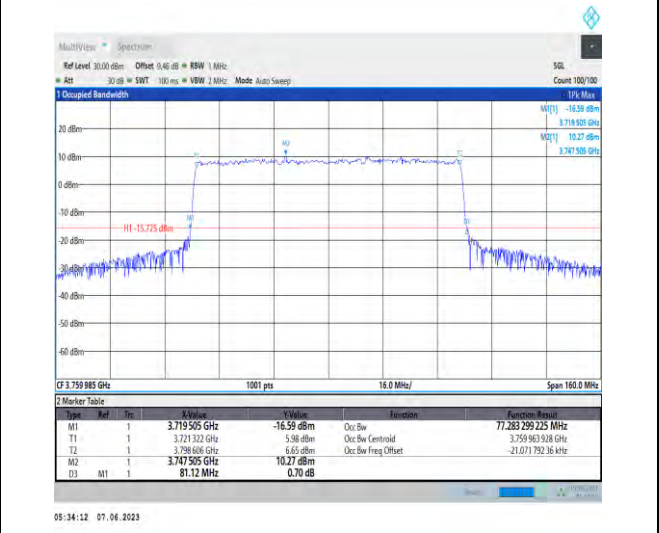 MultiView Spectrum
Ref Level 30.00 dBm Offset 9.46 dB RBW 1 MHz SGL
Att 30 dB SWT 100 ms VBW 2 MHz Mode Auto Sweep Count 100/100
1 Occupied Bandwidth 1Pk Max
M1[1] -16.59 dBm
3.719 505 GHz
20 dBm
M2[1] 10.27 dBm
3.747 505 GHz
M2
T1
T2
10 dBm
0 dBm
-10 dBm
M1
D3
H1 -15.725 dBm
-20 dBm
-30 dBm
-40 dBm
-50 dBm
-60 dBm
CF 3.759 985 GHz 1001 pts 16.0 MHz/ Span 160.0 MHz
2 Marker Table
Type Ref Trc X-Value Y-Value Function Function Result
M1 1 3.719 505 GHz -16.59 dBm Occ Bw 77.283 299 225 MHz
T1 1 3.721 322 GHz 5.98 dBm Occ Bw Centroid 3.759 963 928 GHz
T2 1 3.798 606 GHz 6.65 dBm Occ Bw Freq Offset -21.071 792 36 kHz
M2 1 3.747 505 GHz 10.27 dBm
D3 M1 1 81.12 MHz 0.70 dB
05:34:12 07.06.2023